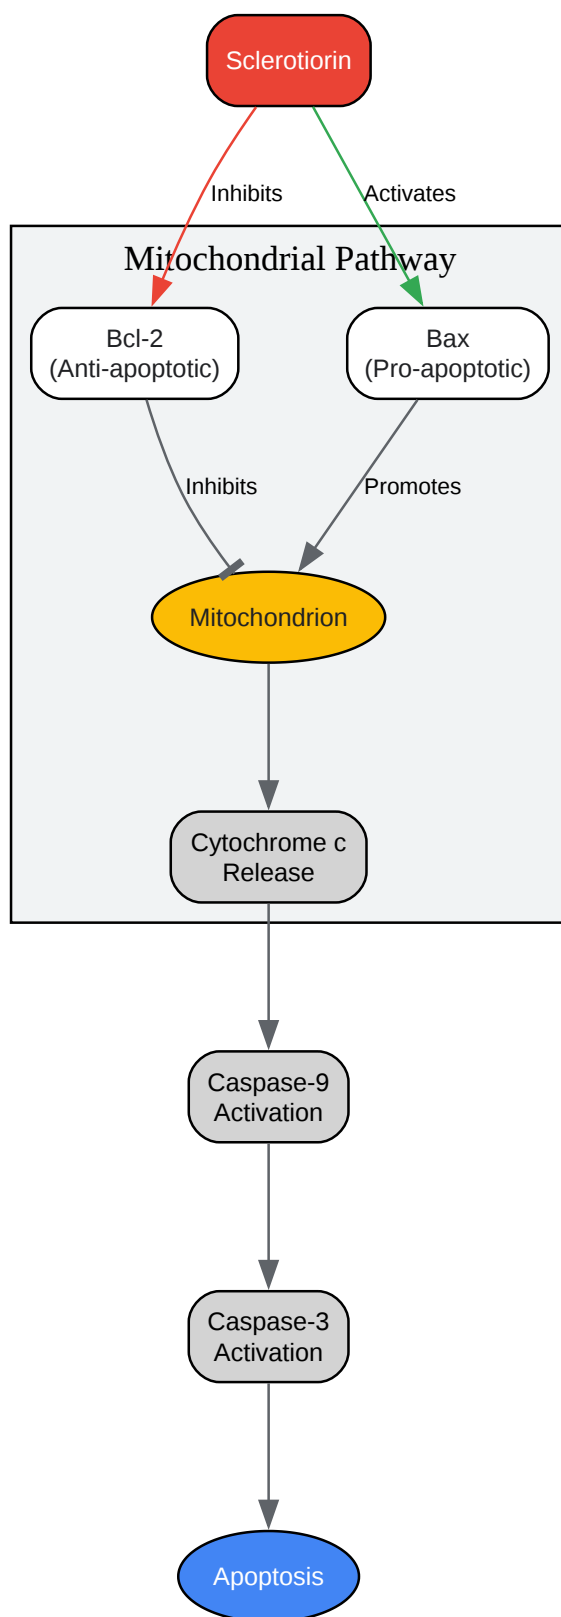 Sclerotiorin
Inhibits
Activates
Mitochondrial Pathway
Bcl-2
(Anti-apoptotic)
Bax
(Pro-apoptotic)
Inhibits
Promotes
Mitochondrion
Cytochrome c
Release
Caspase-9
Activation
Caspase-3
Activation
Apoptosis